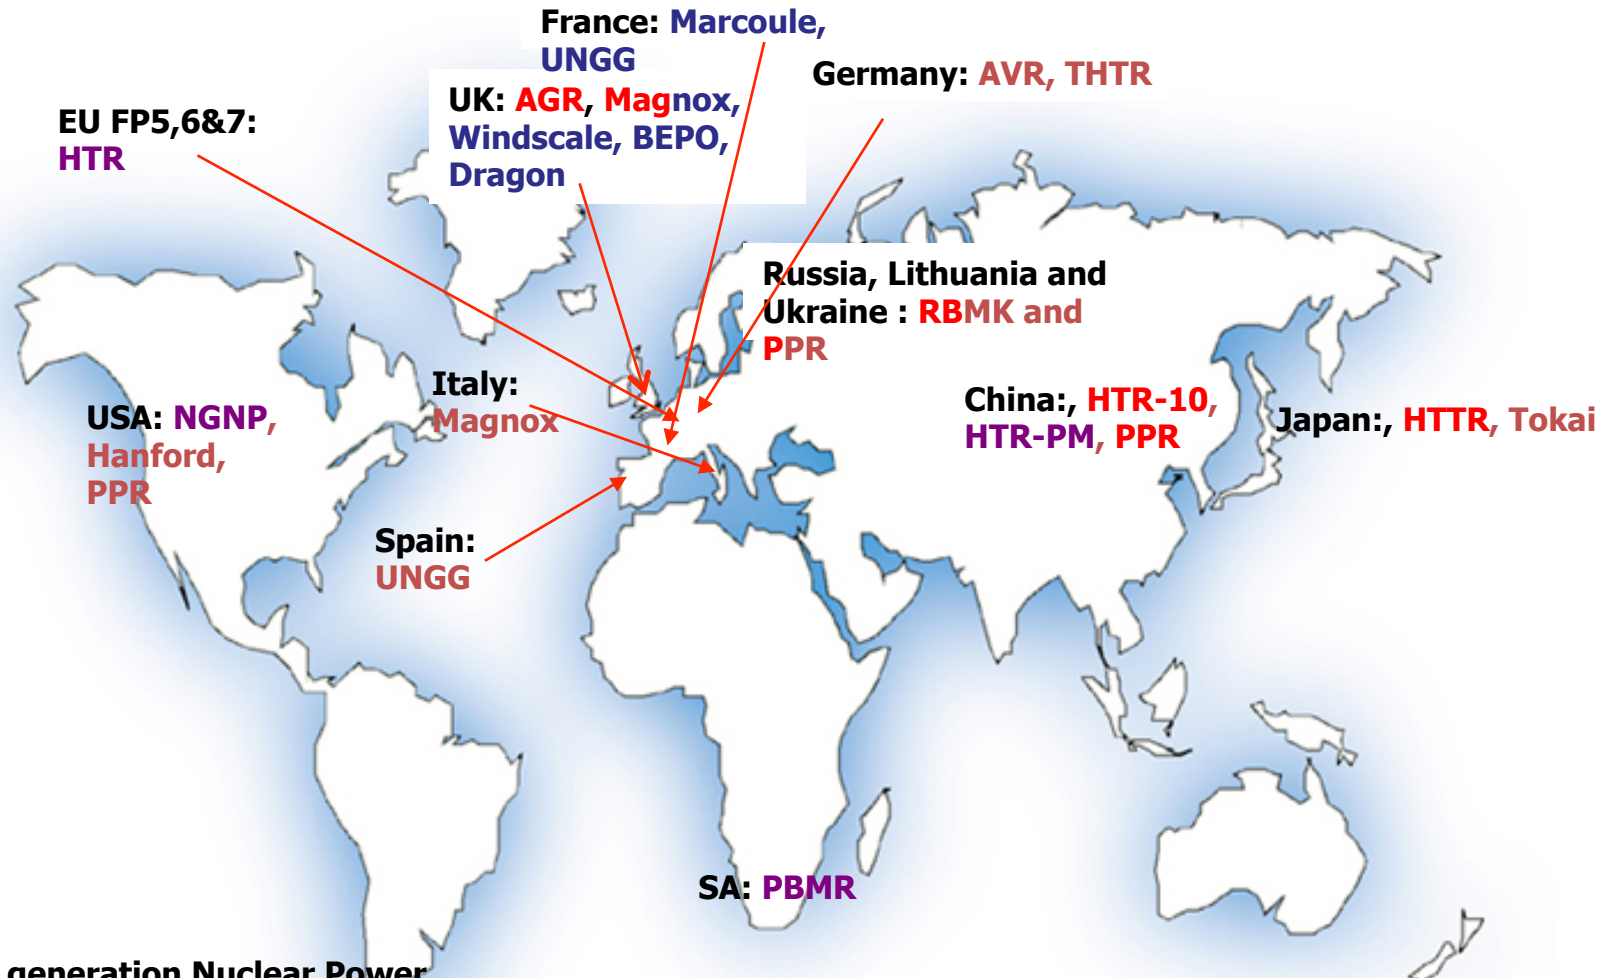 France: Marcoule,
UNGG
Germany: AVR, THTR
UK: AGR, Magnox,
Windscale, BEPO,
Dragon
EU FP5,6&7:
HTR
Russia, Lithuania and
Ukraine : RBMK and
PPR
Italy:
Magnox
China:, HTR-10,
HTR-PM, PPR
Japan:, HTTR, Tokai
USA: NGNP,
Hanford,
PPR
Spain:
UNGG
SA: PBMR
generation Nuclear Power